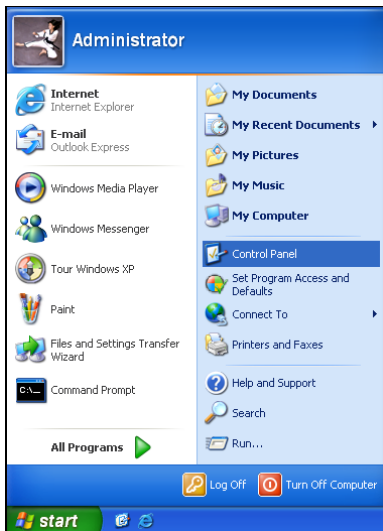 Administrator
Internet
Internet Explorer
E-mail
Outlook Express
Windows Media Player
Windows Messenger
Tour Windows XP
Paint
Files and Settings Transfer
Wizard
C:\_
Command Prompt
All Programs
My Documents
My Recent Documents
My Pictures
My Music
My Computer
Control Panel
Set Program Access and
Defaults
Connect To
Printers and Faxes
Help and Support
Search
Run...
Log Off
Turn Off Computer
start